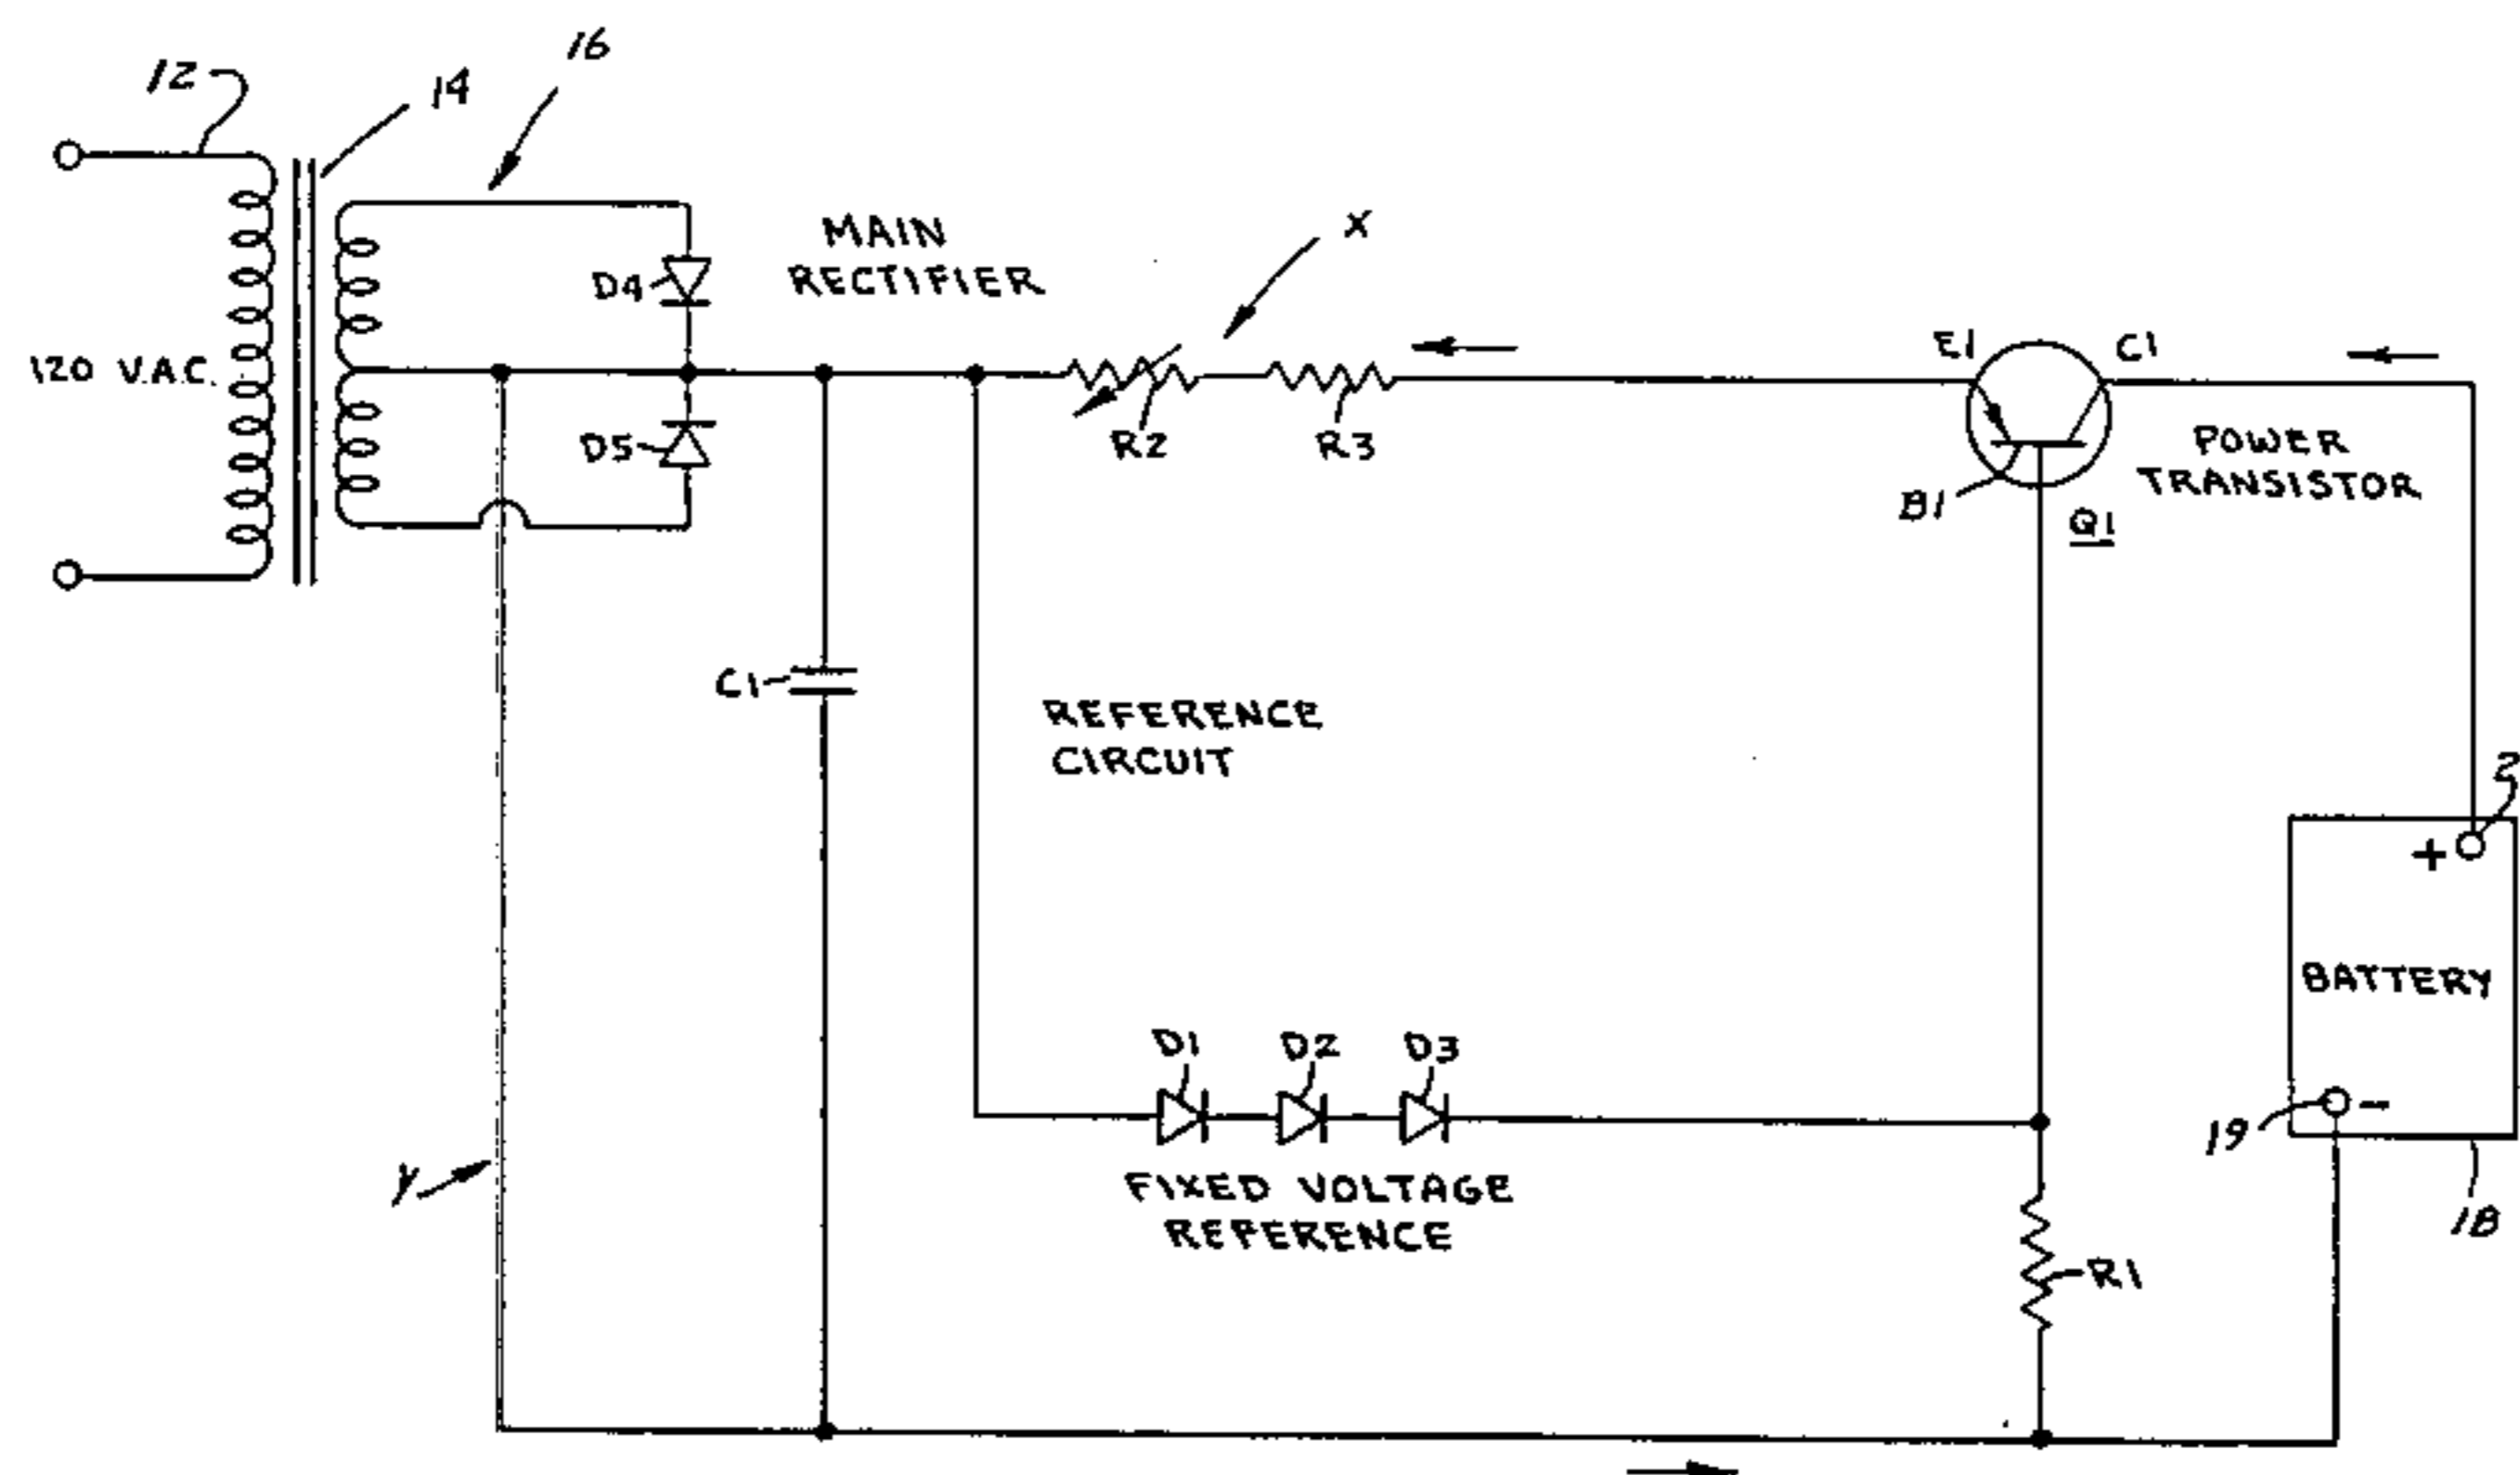 12
14
16
120 V.A.C.
D4
D5
MAIN
RECTIFIER
X
R2
R3
E1
C1
B1
Q1
POWER
TRANSISTOR
C1
REFERENCE
CIRCUIT
2
+
BATTERY
-
19
18
D1 D2 D3
FIXED VOLTAGE
REFERENCE
Y
R1